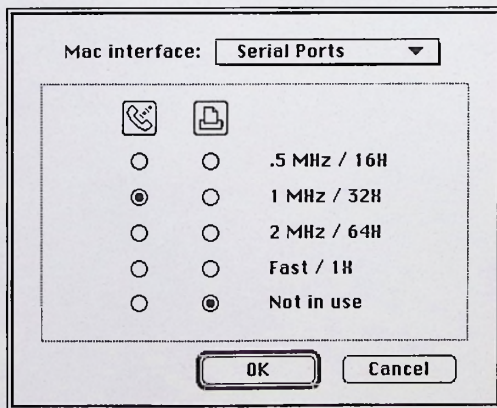 Mac interface: Serial Ports
.5 MHz / 16X
1 MHz / 32X
2 MHz / 64X
Fast / 1X
Not in use
OK Cancel